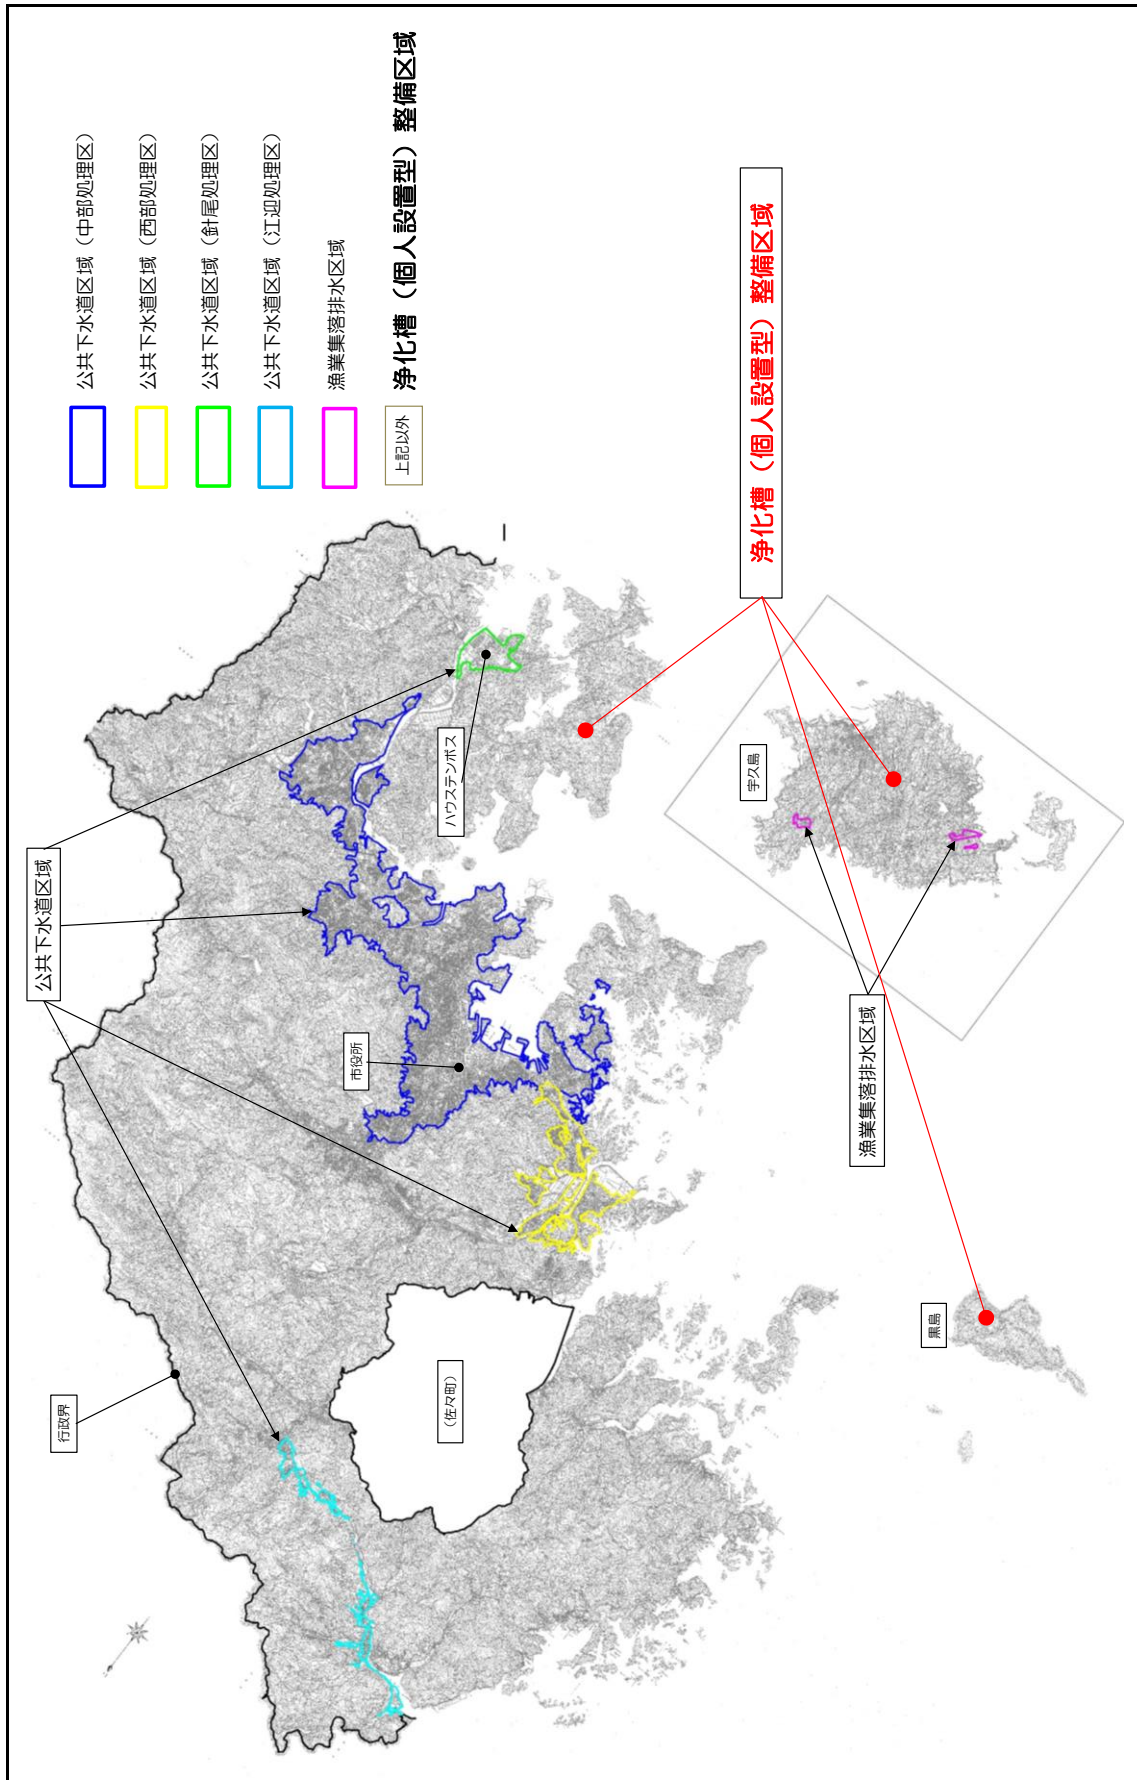 公共下水道区域（中部処理区）
公共下水道区域（西部処理区）
公共下水道区域（針尾処理区）
公共下水道区域（江迎処理区）
漁業集落排水区域
上記以外
浄化槽（個人設置型）整備区域
公共下水道区域
行政界
市役所
ハウステンボス
（佐々町）
浄化槽（個人設置型）整備区域
宇久島
漁業集落排水区域
黒島